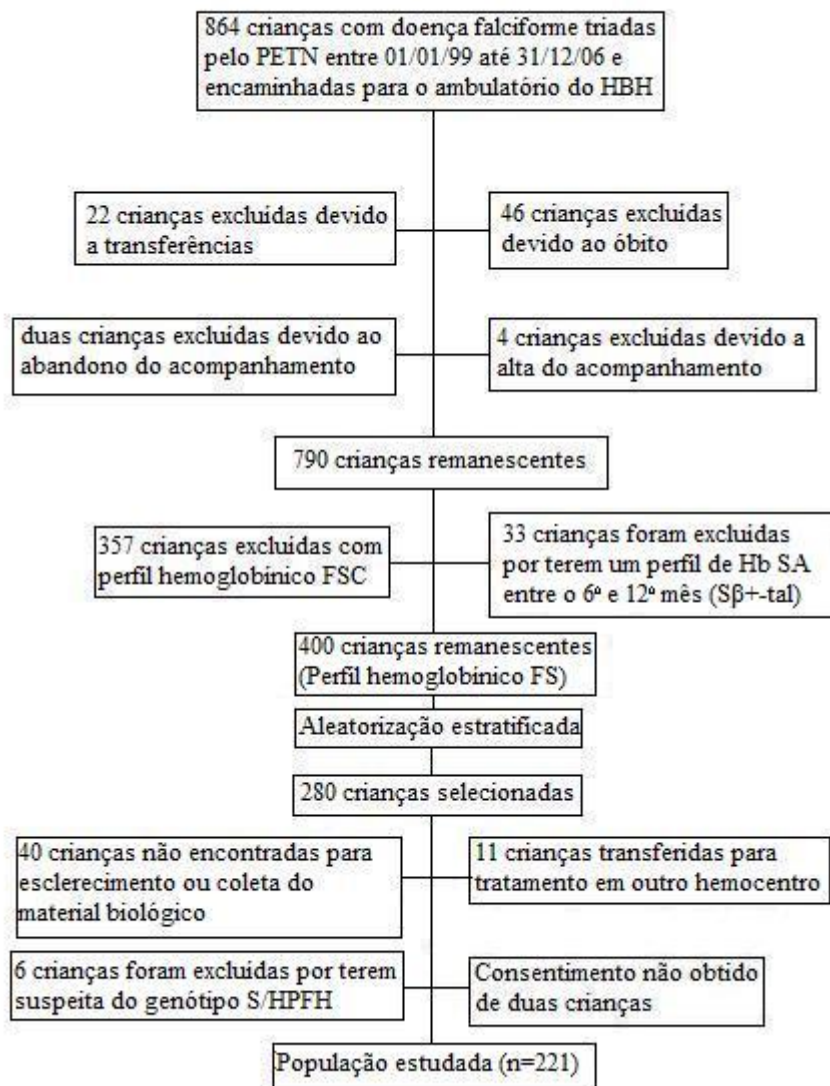 864 crianças com doença falciforme triadas
pelo PETN entre 01/01/99 até 31/12/06 e
encaminhadas para o ambulatório do HBH
22 crianças excluídas devido
a transferências
46 crianças excluídas
devido ao óbito
duas crianças excluídas devido ao
abandono do acompanhamento
4 crianças excluídas devido a
alta do acompanhamento
790 crianças remanescentes
357 crianças excluídas com
perfil hemoglobínico FSC
33 crianças foram excluídas
por terem um perfil de Hb SA
entre o 6º e 12º mês (Sβ+-tal)
400 crianças remanescentes
(Perfil hemoglobínico FS)
Aleatorização estratificada
280 crianças selecionadas
40 crianças não encontradas para
esclerecimento ou coleta do
material biológico
11 crianças transferidas para
tratamento em outro hemocentro
6 crianças foram excluídas por terem
suspeita do genótipo S/HPFH
Consentimento não obtido
de duas crianças
População estudada (n=221)